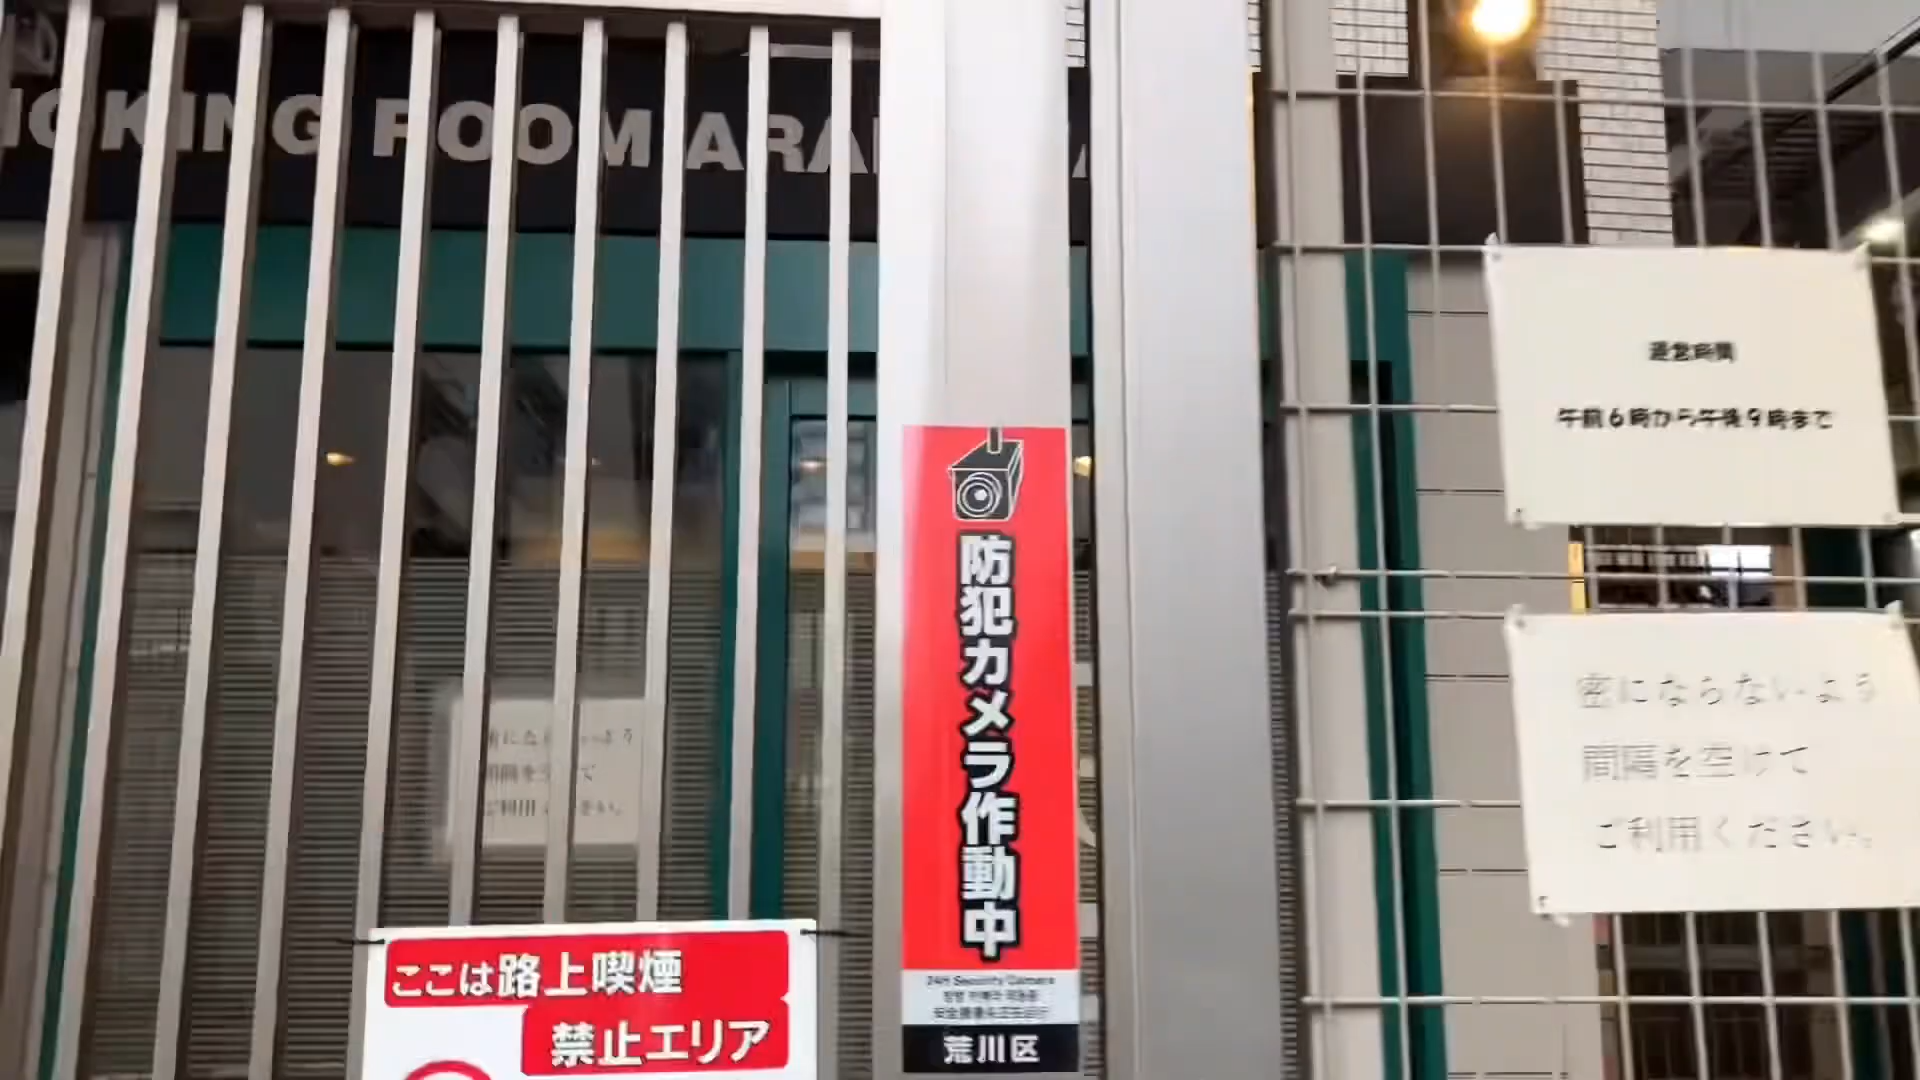 KING ROOM ARA
運営時間
午前6時から午後9時まで
防犯カメラ作動中
24H Security Camera
荒川区
密にならないよう
間隔を空けて
ご利用ください。
ここは路上喫煙
禁止エリア